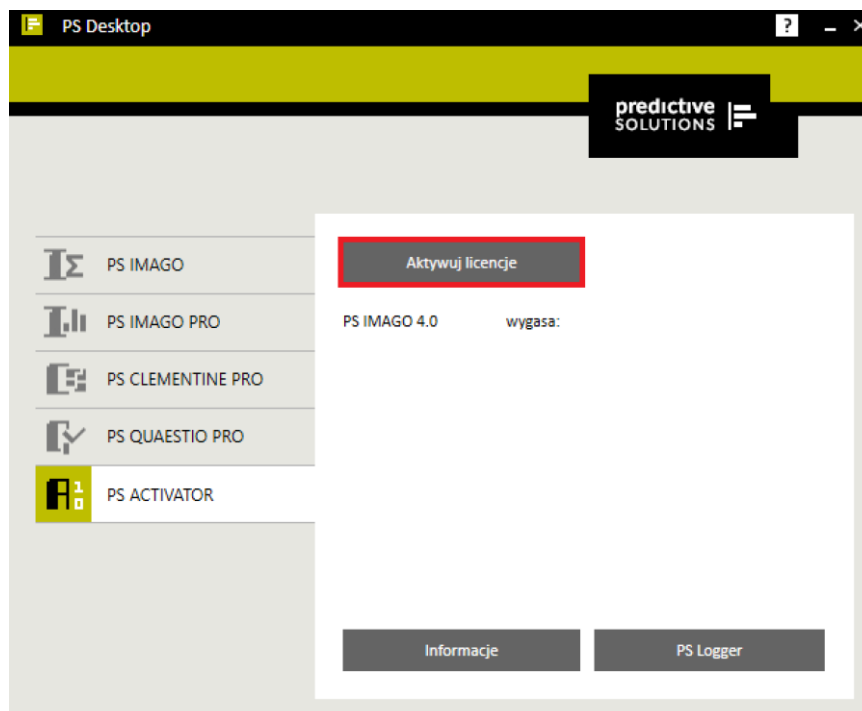 PS Desktop
?
predictive
SOLUTIONS
PS IMAGO
PS IMAGO PRO
PS CLEMENTINE PRO
PS QUAESTIO PRO
PS ACTIVATOR
Aktywuj licencje
PS IMAGO 4.0 wygasa:
Informacje
PS Logger